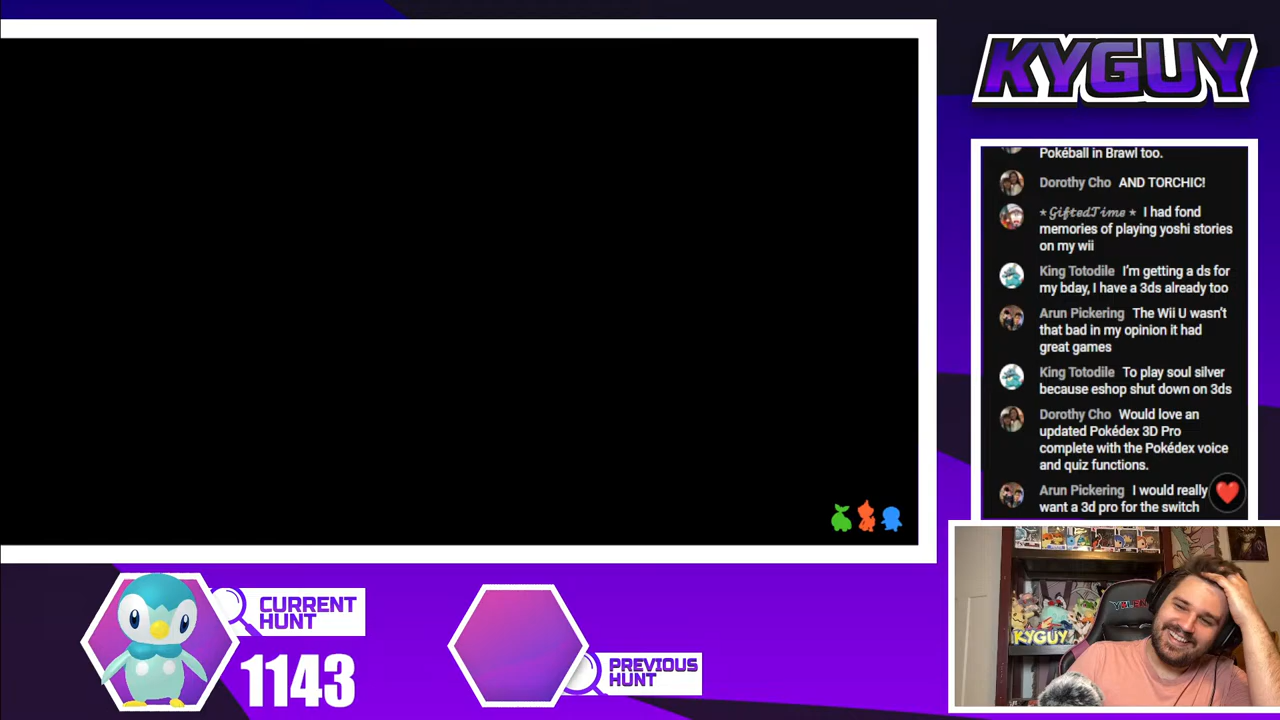 KYGUY
Pokéball in Brawl too.
Dorothy Cho AND TORCHIC!
⋆ 𝓖𝓲𝓯𝓽𝓮𝓭𝓣𝓲𝓶𝓮 ⋆ I had fond
memories of playing yoshi stories
on my wii
King Totodile I'm getting a ds for
my bday, I have a 3ds already too
Arun Pickering The Wii U wasn't
that bad in my opinion it had
great games
King Totodile To play soul silver
because eshop shut down on 3ds
Dorothy Cho Would love an
updated Pokédex 3D Pro
complete with the Pokédex voice
and quiz functions.
Arun Pickering I would really
want a 3d pro for the switch
CURRENT
HUNT
1143
PREVIOUS
HUNT
KYGUY